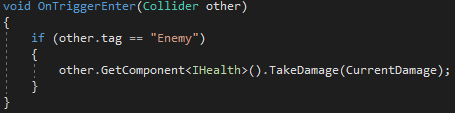 void OnTriggerEnter(Collider other)
{
    if (other.tag == "Enemy")
    {
        other.GetComponent<IHealth>().TakeDamage(CurrentDamage);
    }
}